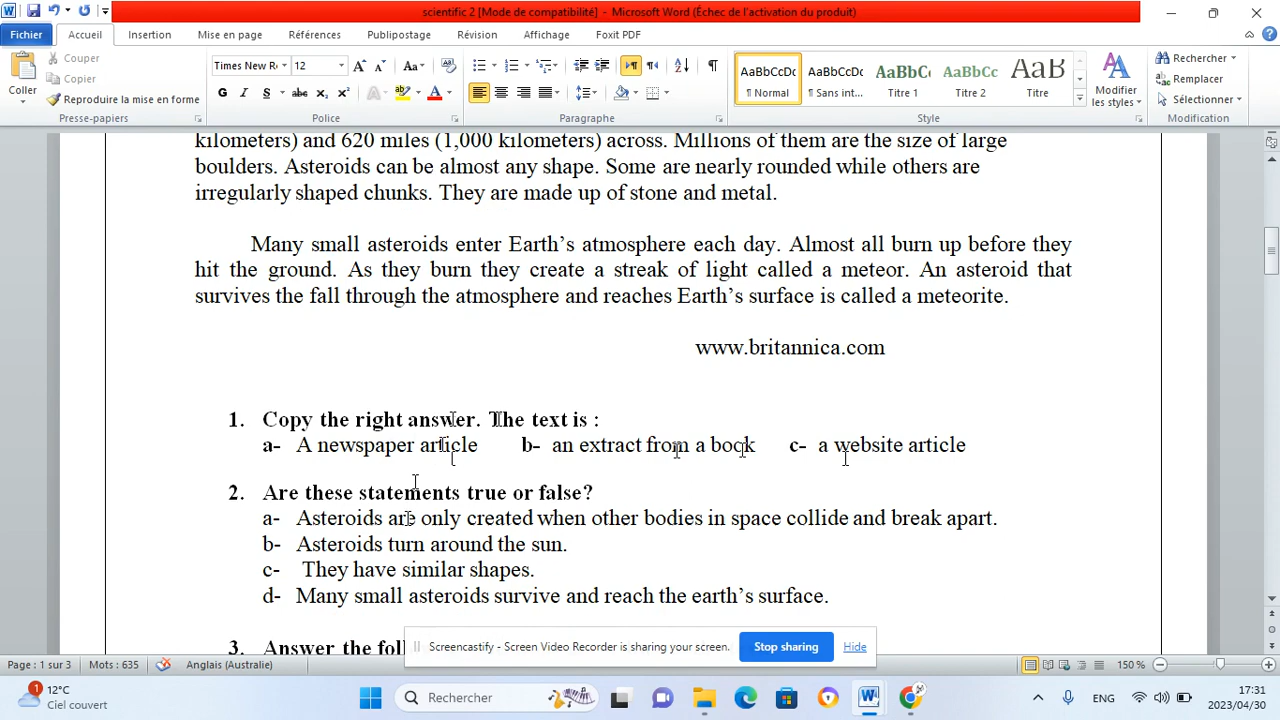 scientific 2 [Mode de compatibilité] - Microsoft Word (Échec de l'activation du produit)
Fichier Accueil Insertion Mise en page Références Publipostage Révision Affichage Foxit PDF
Coller
Couper
Copier
Reproduire la mise en forme
Presse-papiers
Times New R 12
G I S abc x₂ x²
Police
Paragraphe
AaBbCcDc AaBbCcDc AaBbCc AaBbCc AaB
¶ Normal ¶ Sans int... Titre 1 Titre 2 Titre
Style
Modifier les styles
Rechercher
Remplacer
Sélectionner
Modification
kilometers) and 620 miles (1,000 kilometers) across. Millions of them are the size of large
boulders. Asteroids can be almost any shape. Some are nearly rounded while others are
irregularly shaped chunks. They are made up of stone and metal.
Many small asteroids enter Earth's atmosphere each day. Almost all burn up before they
hit the ground. As they burn they create a streak of light called a meteor. An asteroid that
survives the fall through the atmosphere and reaches Earth's surface is called a meteorite.
www.britannica.com
1. Copy the right answer. The text is :
a- A newspaper article b- an extract from a book c- a website article
2. Are these statements true or false?
a- Asteroids are only created when other bodies in space collide and break apart.
b- Asteroids turn around the sun.
c- They have similar shapes.
d- Many small asteroids survive and reach the earth's surface.
3. Answer the fol
Screencastify - Screen Video Recorder is sharing your screen. Stop sharing Hide
Page : 1 sur 3 Mots : 635 Anglais (Australie) 150 %
1 12°C
Ciel couvert
Rechercher
ENG
17:31
2023/04/30